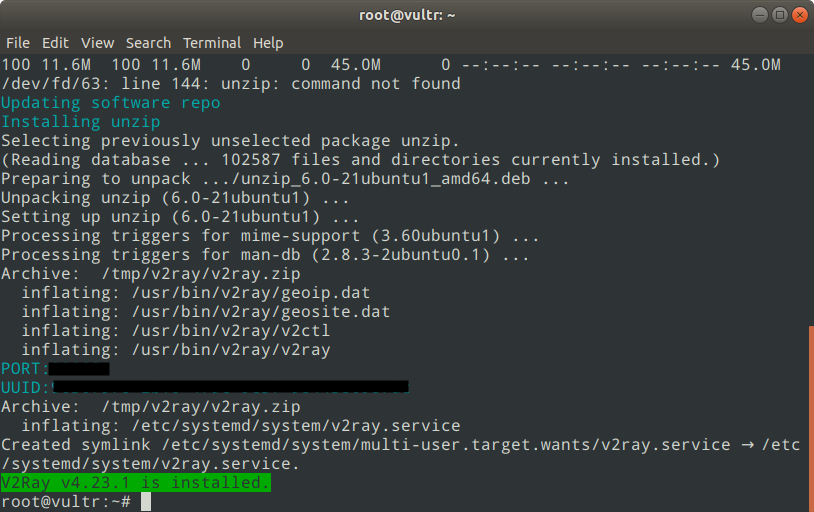 root@vultr: ~
File Edit View Search Terminal Help
100 11.6M  100 11.6M    0     0  45.0M      0 --:--:-- --:--:-- --:--:-- 45.0M
/dev/fd/63: line 144: unzip: command not found
Updating software repo
Installing unzip
Selecting previously unselected package unzip.
(Reading database ... 102587 files and directories currently installed.)
Preparing to unpack .../unzip_6.0-21ubuntu1_amd64.deb ...
Unpacking unzip (6.0-21ubuntu1) ...
Setting up unzip (6.0-21ubuntu1) ...
Processing triggers for mime-support (3.60ubuntu1) ...
Processing triggers for man-db (2.8.3-2ubuntu0.1) ...
Archive:  /tmp/v2ray/v2ray.zip
  inflating: /usr/bin/v2ray/geoip.dat
  inflating: /usr/bin/v2ray/geosite.dat
  inflating: /usr/bin/v2ray/v2ctl
  inflating: /usr/bin/v2ray/v2ray
PORT:
UUID:
Archive:  /tmp/v2ray/v2ray.zip
  inflating: /etc/systemd/system/v2ray.service
Created symlink /etc/systemd/system/multi-user.target.wants/v2ray.service → /etc
/systemd/system/v2ray.service.
V2Ray v4.23.1 is installed.
root@vultr:~#